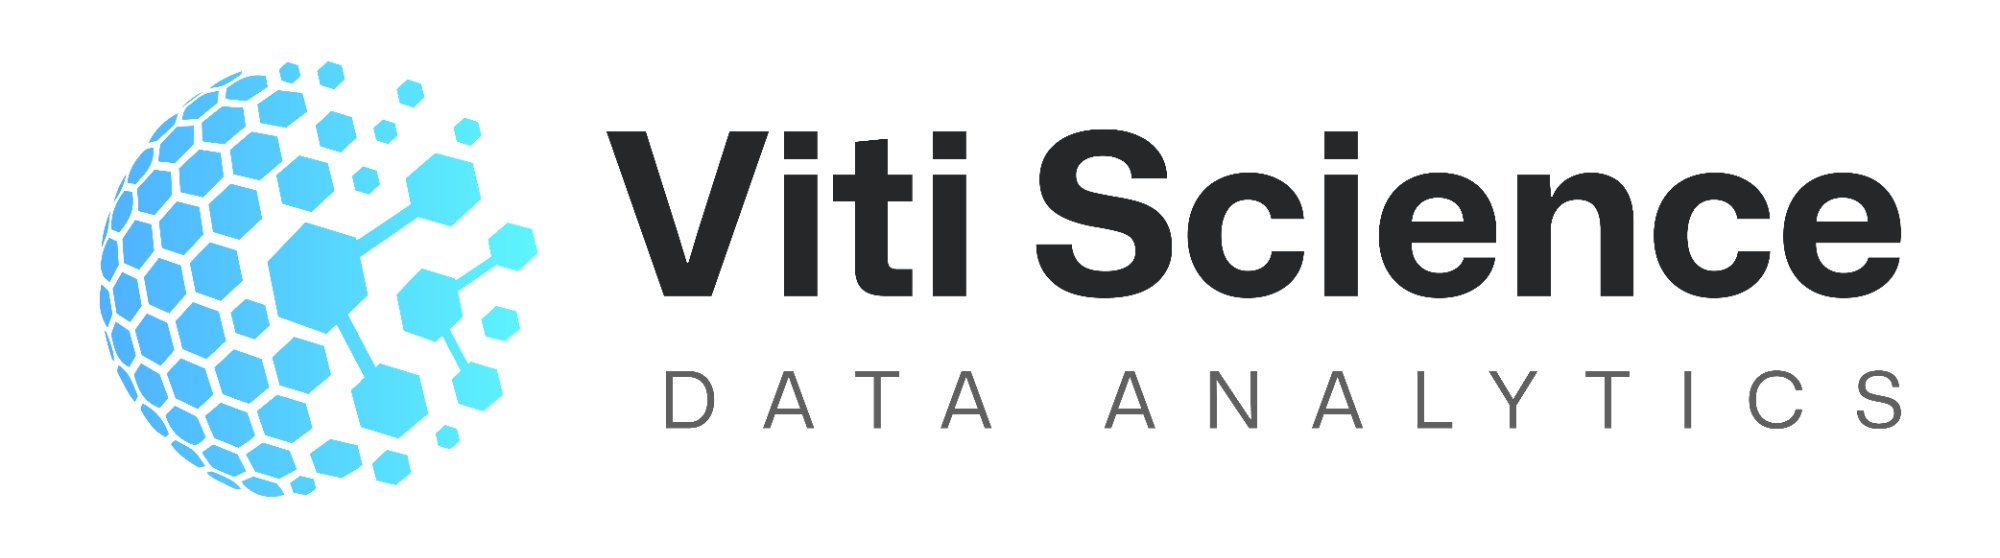 Viti Science
DATA ANALYTICS